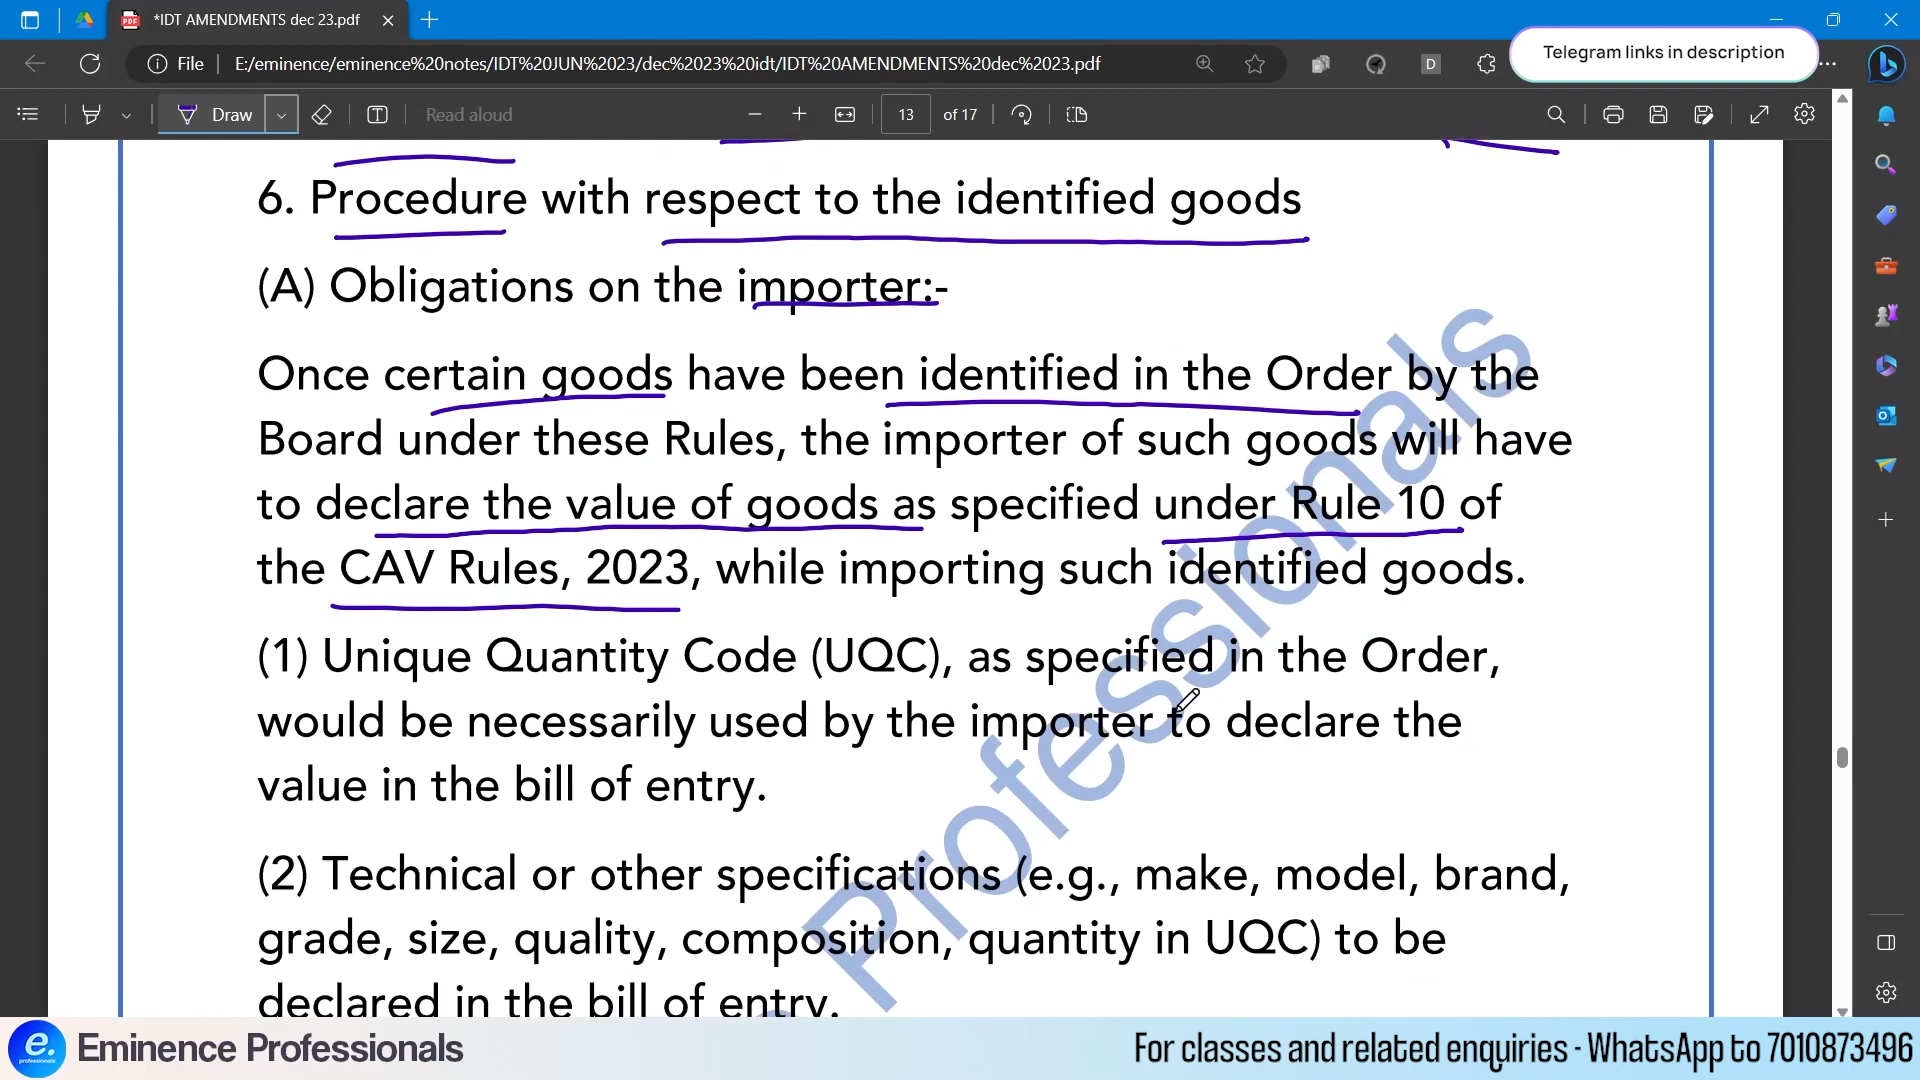 *IDT AMENDMENTS dec 23.pdf
File
E:/eminence/eminence%20notes/IDT%20JUN%2023/dec%2023%20idt/IDT%20AMENDMENTS%20dec%2023.pdf
D
Telegram links in description
Draw
Read aloud
13 of 17
6. Procedure with respect to the identified goods
(A) Obligations on the importer:-
Once certain goods have been identified in the Order by the
Board under these Rules, the importer of such goods will have
to declare the value of goods as specified under Rule 10 of
the CAV Rules, 2023, while importing such identified goods.
(1) Unique Quantity Code (UQC), as specified in the Order,
would be necessarily used by the importer to declare the
value in the bill of entry.
(2) Technical or other specifications (e.g., make, model, brand,
grade, size, quality, composition, quantity in UQC) to be
declared in the bill of entry.
Professionals
e.
professionals
Eminence Professionals
For classes and related enquiries - WhatsApp to 7010873496